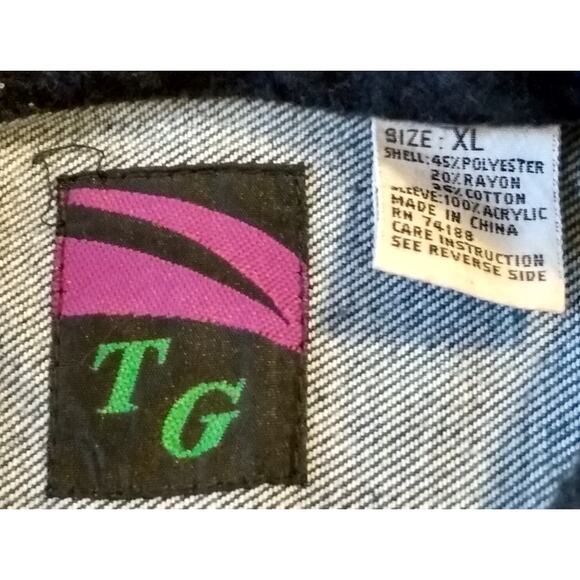 T G
SIZE: XL
SHELL:45%POLYESTER
20%RAYON
35%COTTON
SLEEVE:100%ACRYLIC
MADE IN CHINA
RN 74188
CARE INSTRUCTION
SEE REVERSE SIDE